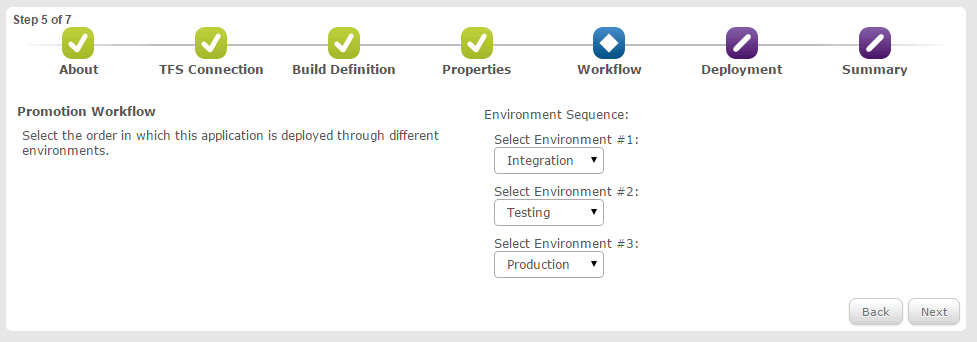 Step 5 of 7
About
TFS Connection
Build Definition
Properties
Workflow
Deployment
Summary
Promotion Workflow
Select the order in which this application is deployed through different
environments.
Environment Sequence:
Select Environment #1:
Integration
Select Environment #2:
Testing
Select Environment #3:
Production
Back
Next